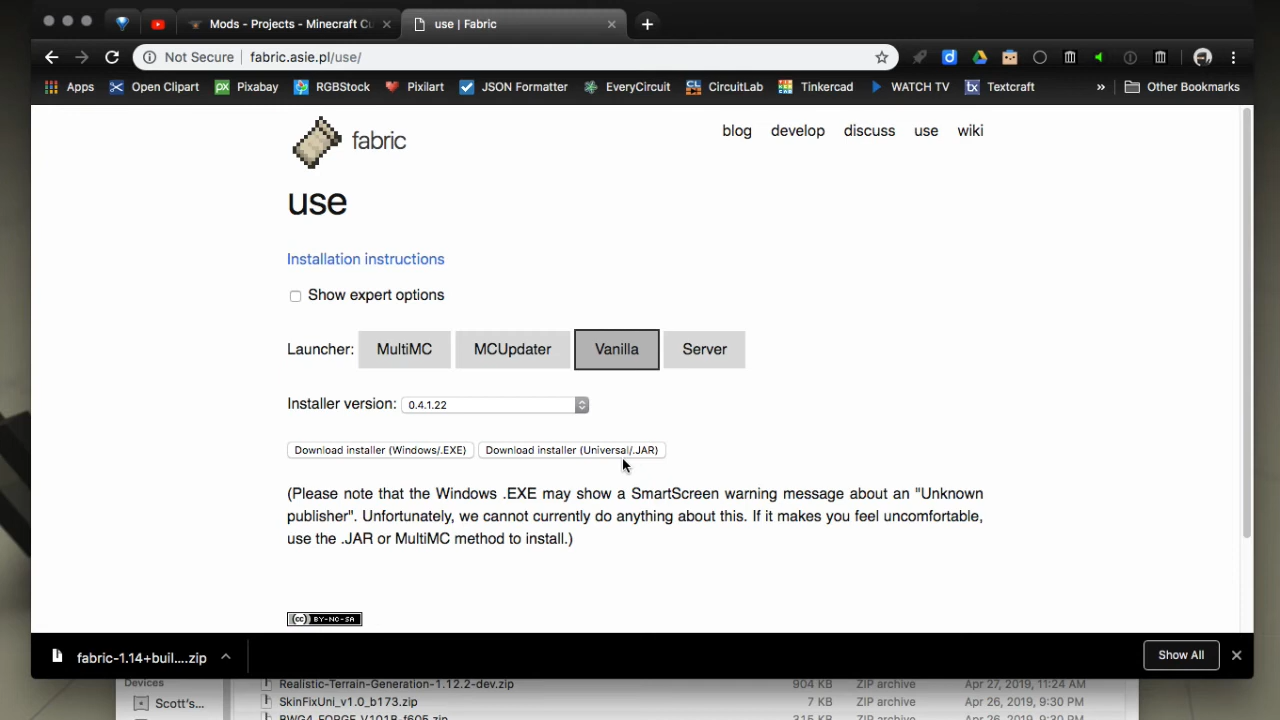 Mods - Projects - Minecraft Cu
use | Fabric
Not Secure | fabric.asie.pl/use/
Apps
Open Clipart
Pixabay
RGBStock
Pixilart
JSON Formatter
EveryCircuit
CircuitLab
Tinkercad
WATCH TV
Textcraft
»
Other Bookmarks
fabric
blog
develop
discuss
use
wiki
use
Installation instructions
Show expert options
Launcher: MultiMC MCUpdater Vanilla Server
Installer version: 0.4.1.22
Download installer (Windows/.EXE) Download installer (Universal/.JAR)
(Please note that the Windows .EXE may show a SmartScreen warning message about an "Unknown
publisher". Unfortunately, we cannot currently do anything about this. If it makes you feel uncomfortable,
use the .JAR or MultiMC method to install.)
cc BY-NC-SA
fabric-1.14+buil....zip
Show All
Devices
Scott's...
Realistic-Terrain-Generation-1.12.2-dev.zip 904 KB ZIP archive Apr 27, 2019, 11:24 AM
SkinFixUni_v1.0_b173.zip 7 KB ZIP archive Apr 26, 2019, 9:30 PM
315 KB ZIP archive Apr 26, 2019, 9:30 PM